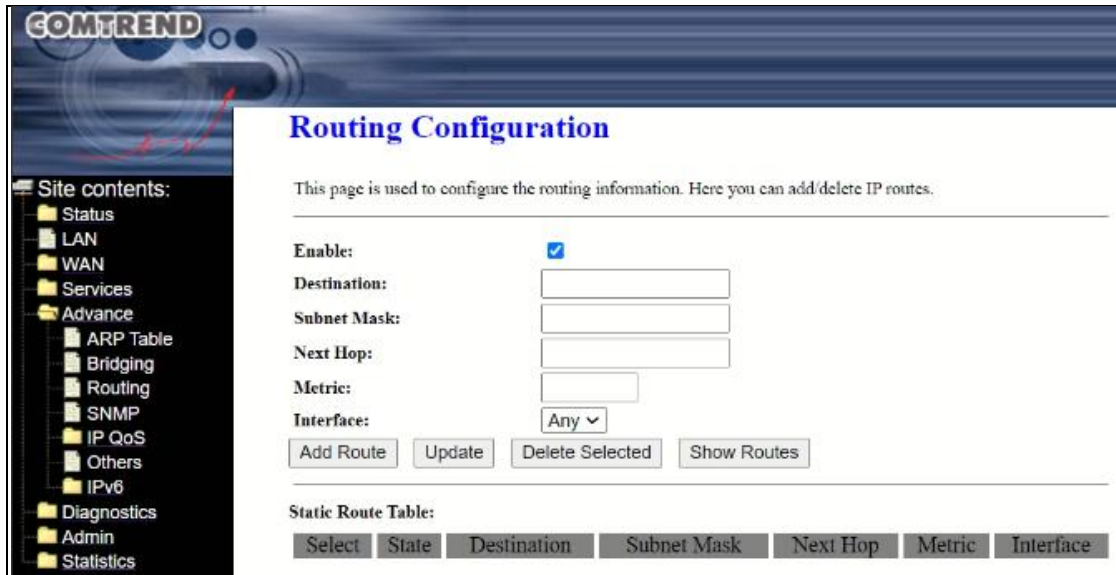 COMTREND
Site contents:
Status
LAN
WAN
Services
Advance
ARP Table
Bridging
Routing
SNMP
IP QoS
Others
IPv6
Diagnostics
Admin
Statistics
Routing Configuration
This page is used to configure the routing information. Here you can add/delete IP routes.
Enable:
Destination:
Subnet Mask:
Next Hop:
Metric:
Interface: Any
Add Route Update Delete Selected Show Routes
Static Route Table:
Select State Destination Subnet Mask Next Hop Metric Interface